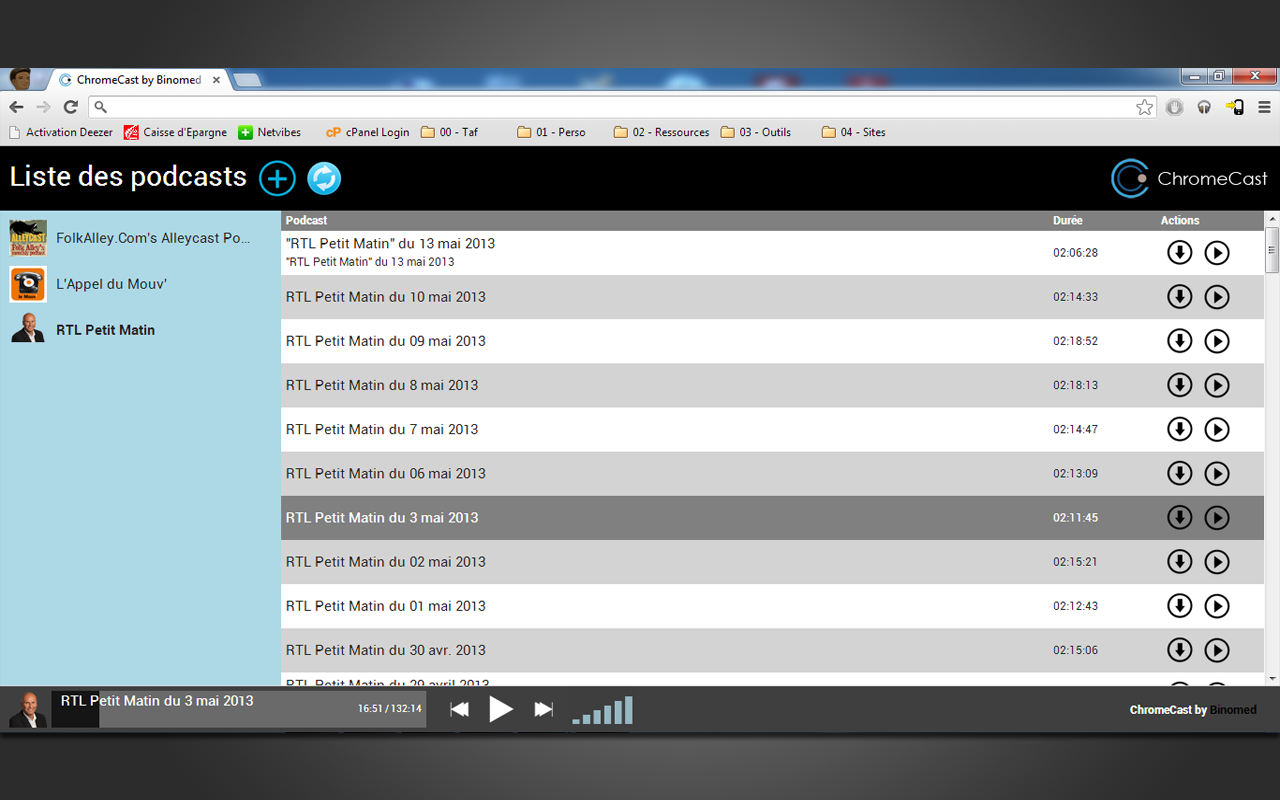 ChromeCast by Binomed
Activation Deezer
Caisse d'Epargne
Netvibes
cP cPanel Login
00 - Taf
01 - Perso
02 - Ressources
03 - Outils
04 - Sites
Liste des podcasts
ChromeCast
FolkAlley.Com's Alleycast Po...
L'Appel du Mouv'
RTL Petit Matin
Podcast Durée Actions
"RTL Petit Matin" du 13 mai 2013
"RTL Petit Matin" du 13 mai 2013
02:06:28
RTL Petit Matin du 10 mai 2013 02:14:33
RTL Petit Matin du 09 mai 2013 02:18:52
RTL Petit Matin du 8 mai 2013 02:18:13
RTL Petit Matin du 7 mai 2013 02:14:47
RTL Petit Matin du 06 mai 2013 02:13:09
RTL Petit Matin du 3 mai 2013 02:11:45
RTL Petit Matin du 02 mai 2013 02:15:21
RTL Petit Matin du 01 mai 2013 02:12:43
RTL Petit Matin du 30 avr. 2013 02:15:06
RTL Petit Matin du 29 avril 2013
RTL Petit Matin du 3 mai 2013
16:51 / 132:14
ChromeCast by Binomed